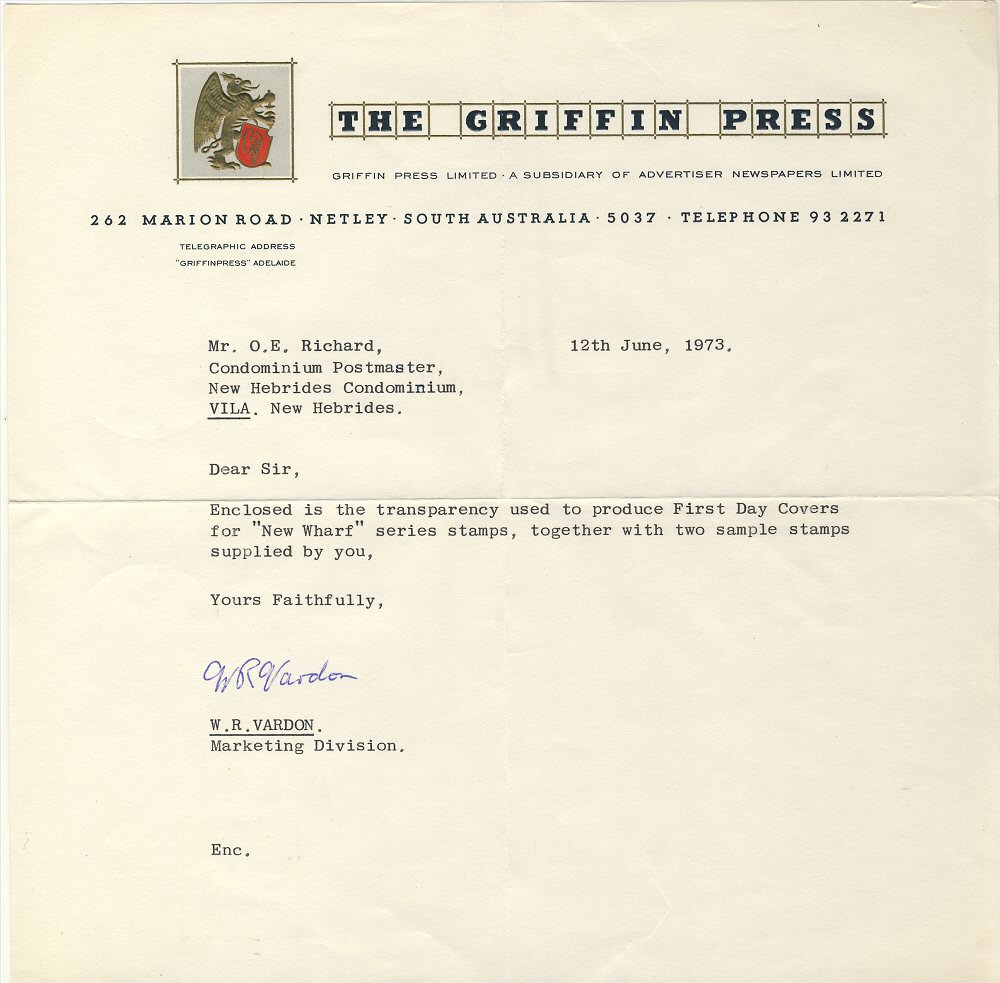 THE GRIFFIN PRESS
GRIFFIN PRESS LIMITED · A SUBSIDIARY OF ADVERTISER NEWSPAPERS LIMITED
262 MARION ROAD · NETLEY · SOUTH AUSTRALIA · 5037 · TELEPHONE 93 2271
TELEGRAPHIC ADDRESS
"GRIFFINPRESS" ADELAIDE
Mr. O.E. Richard, 12th June, 1973.
Condominium Postmaster,
New Hebrides Condominium,
VILA. New Hebrides.
Dear Sir,
Enclosed is the transparency used to produce First Day Covers
for "New Wharf" series stamps, together with two sample stamps
supplied by you,
Yours Faithfully,
WRVardon
W.R.VARDON.
Marketing Division.
Enc.